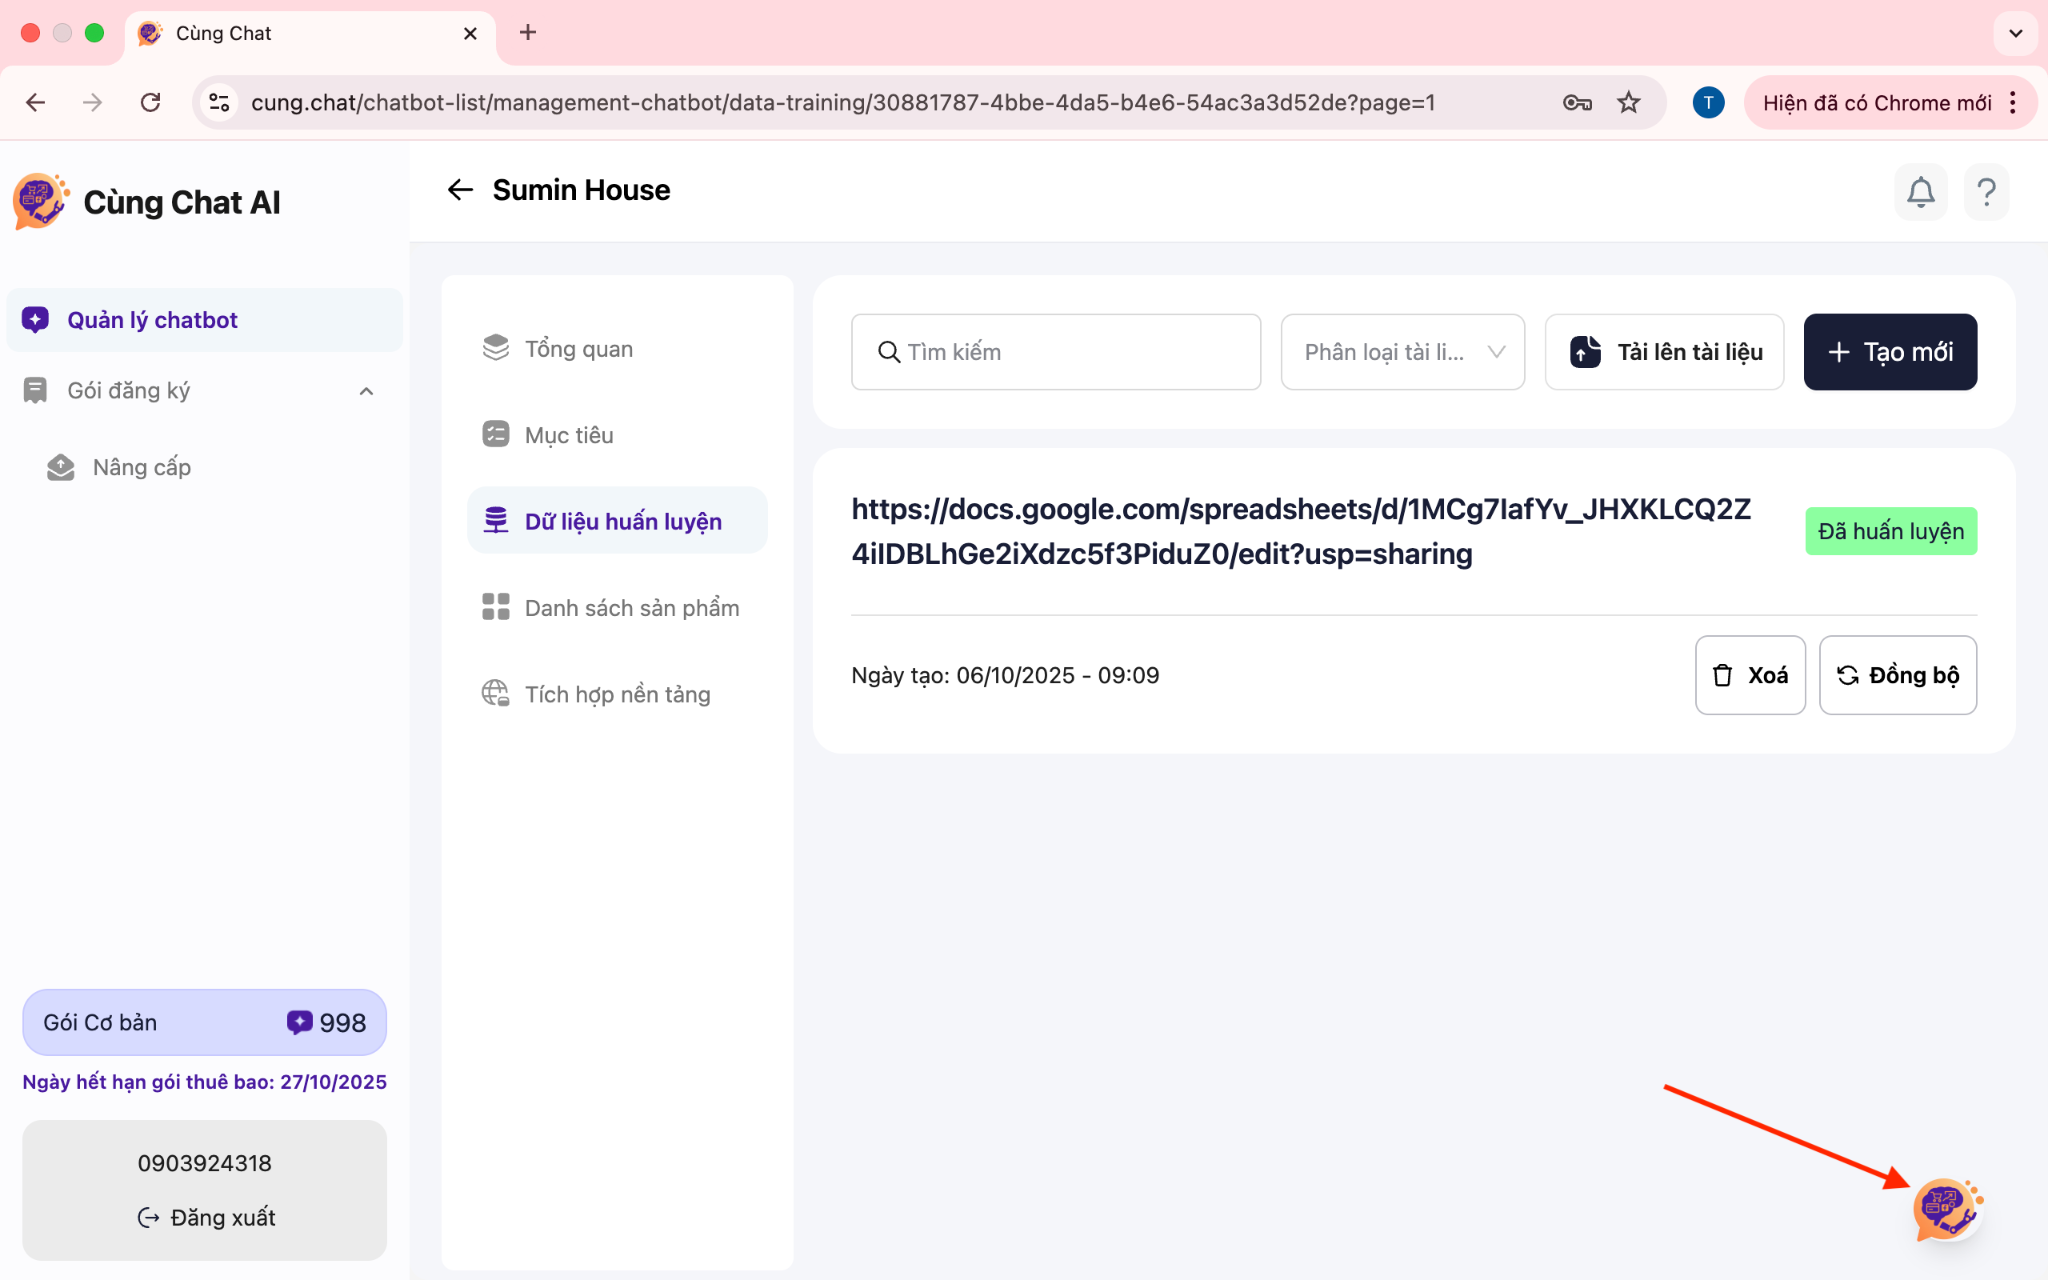 Cùng Chat
cung.chat/chatbot-list/management-chatbot/data-training/30881787-4bbe-4da5-b4e6-54ac3a3d52de?page=1
T
Hiện đã có Chrome mới
Cùng Chat AI
Sumin House
Quản lý chatbot
Gói đăng ký
Nâng cấp
Tổng quan
Mục tiêu
Dữ liệu huấn luyện
Danh sách sản phẩm
Tích hợp nền tảng
Tìm kiếm
Phân loại tài li...
Tải lên tài liệu
+ Tạo mới
https://docs.google.com/spreadsheets/d/1MCg7IafYv_JHXKLCQ2Z
4iIDBLhGe2iXdzc5f3PiduZ0/edit?usp=sharing
Đã huấn luyện
Ngày tạo: 06/10/2025 - 09:09
Xoá
Đồng bộ
Gói Cơ bản
998
Ngày hết hạn gói thuê bao: 27/10/2025
0903924318
Đăng xuất